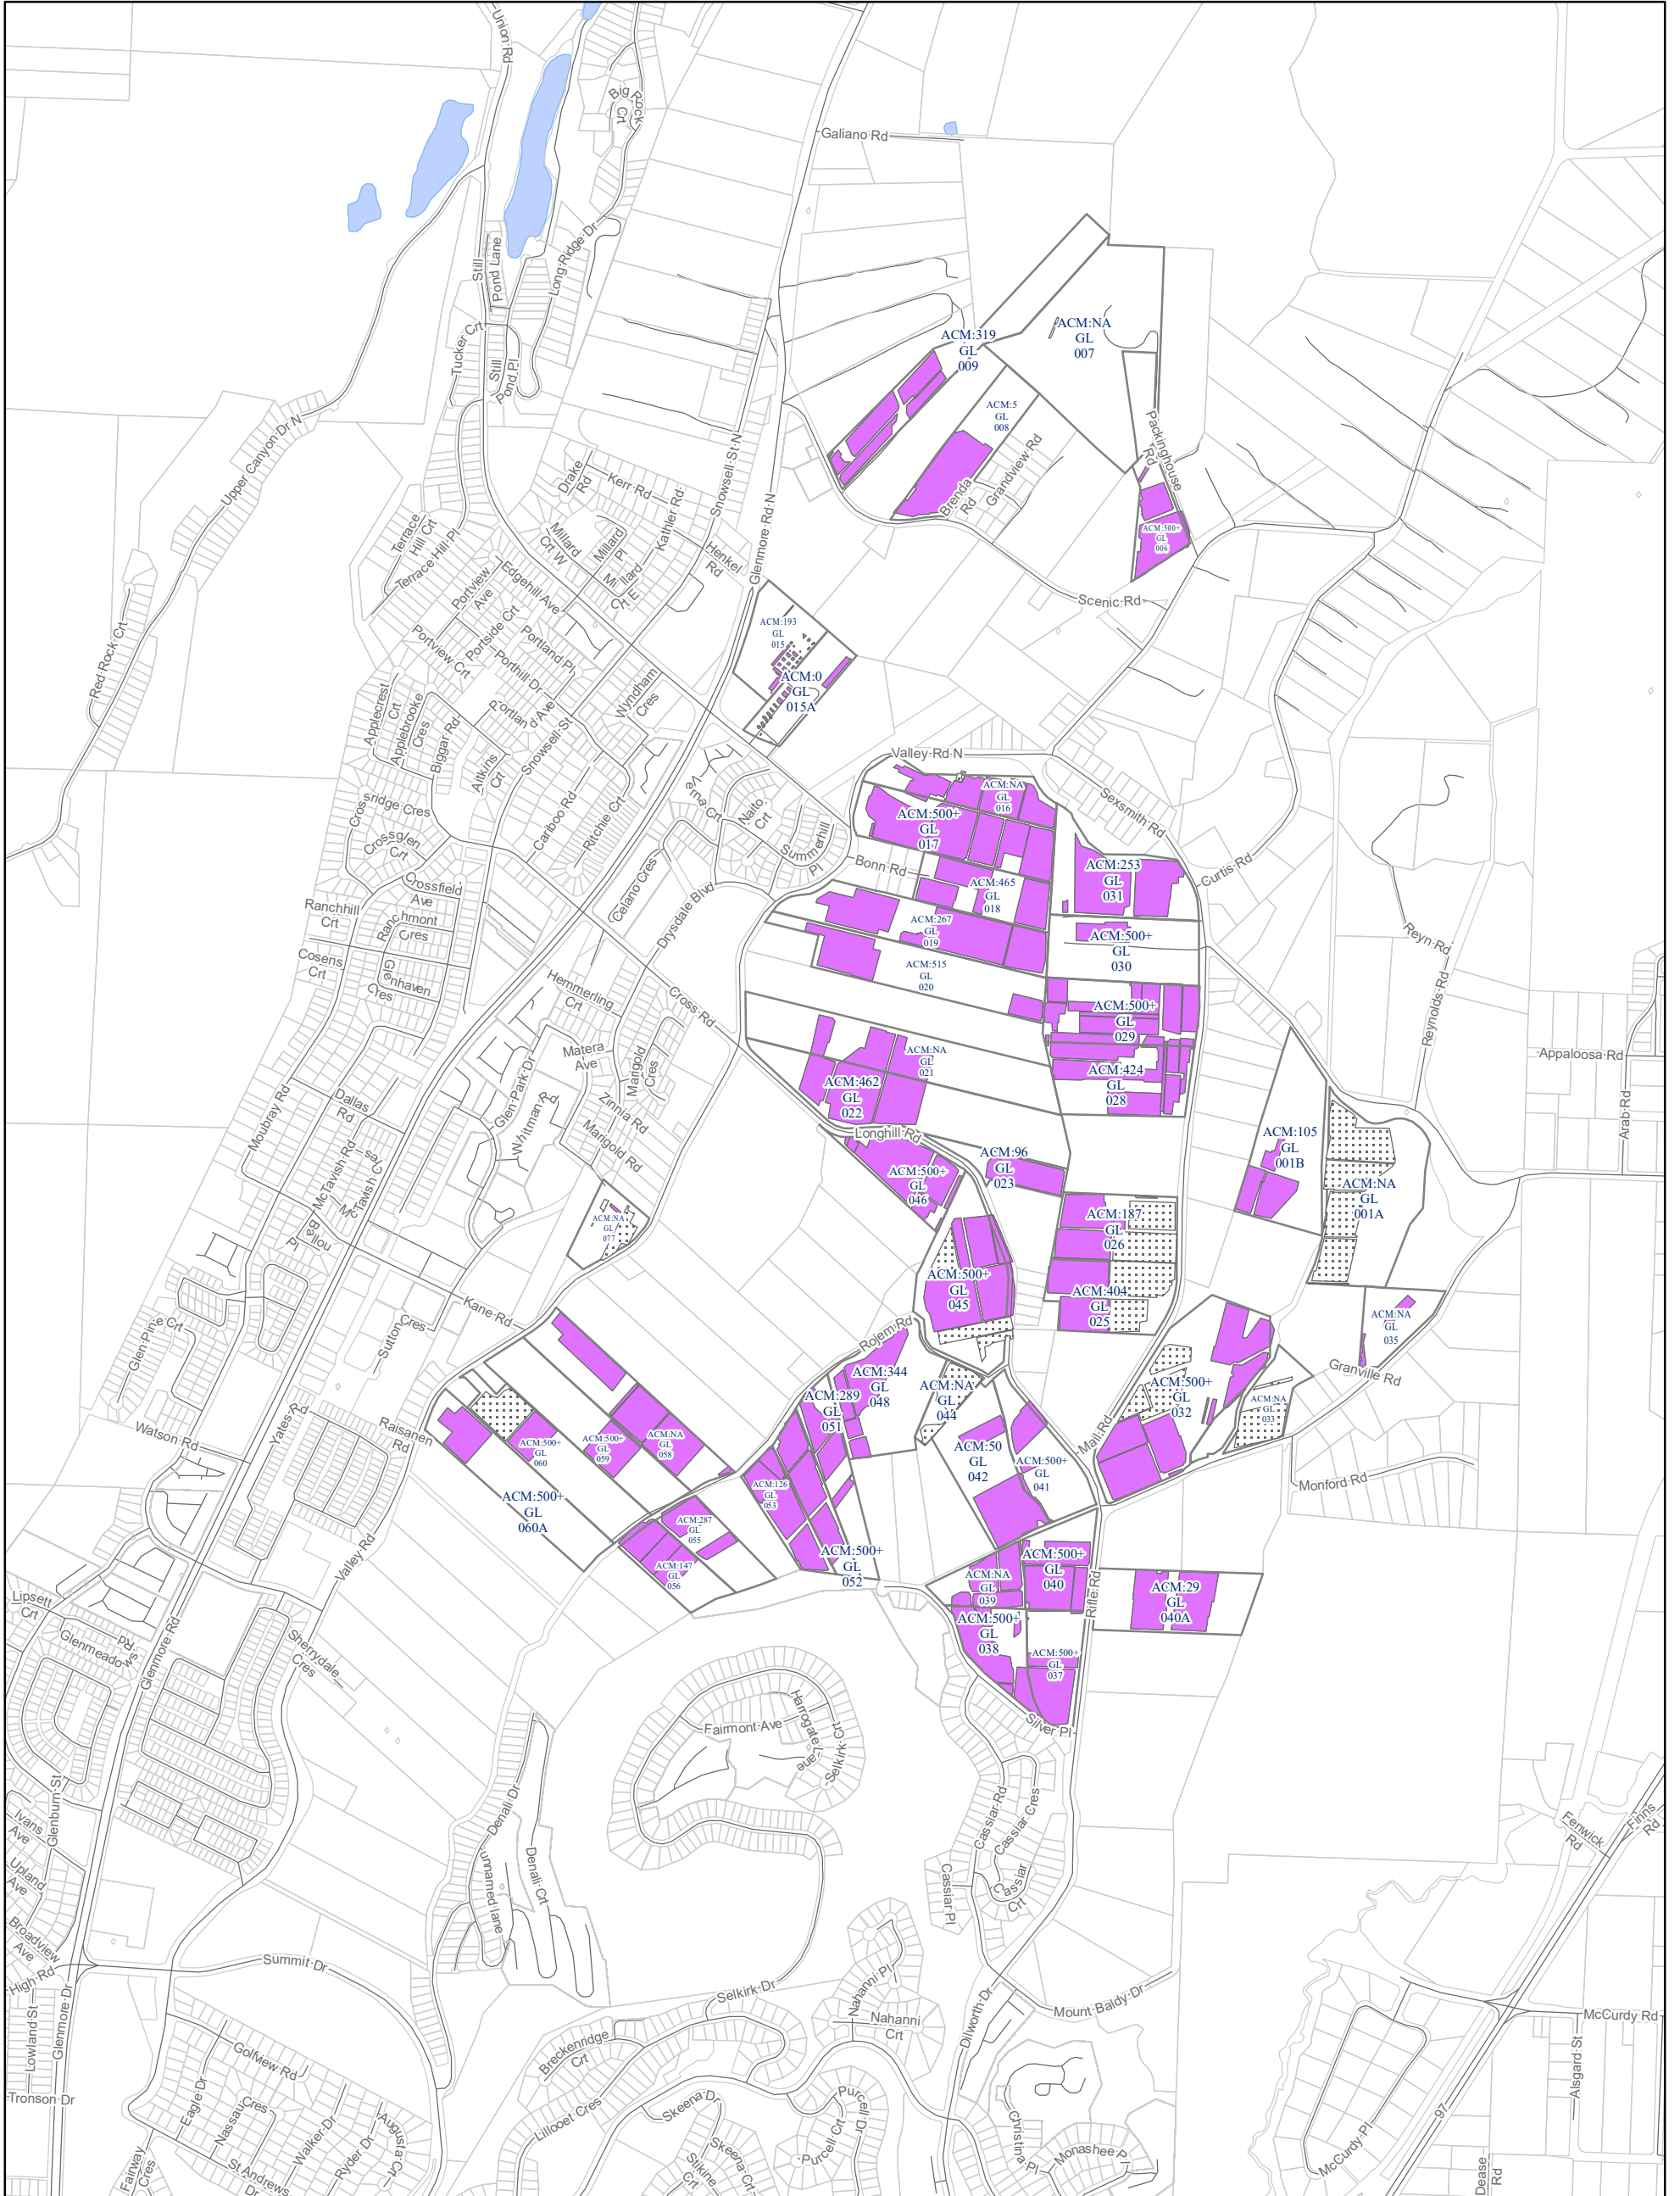 Union Rd
Big Rock
Crt
Galiano Rd
Still
Pond Lane
Long Ridge Dr
Tucker Crt
Still
Pond Pl
ACM:319
GL
009
ACM:NA
GL
007
ACM:5
GL
008
Packinghouse
Rd
Grandview Rd
Brenda
Rd
ACM:500+
GL
006
Upper Canyon Dr N
Snowsell St N
Glenmore Rd N
Drake
Rd
Kerr Rd
Kathler Rd
Millard
Crt W
Millard
Pl
Millard
Crt E
Henkel
Rd
Terrace
Hill Crt
Terrace Hill Pl
Portview
Ave
Edgehill Ave
Scenic Rd
Portside Crt
Portview Crt
Portland Pl
Porthill Dr
Portland Ave
Red Rock Crt
ACM:193
GL
015
ACM:0
GL
015A
Wyndham
Cres
Applecrest
Crt
Applebrooke
Cres
Biggar Rd
Aitkins
Crt
Snowsell St
Valley Rd N
Sexsmith Rd
Verna Crt
Naito
Crt
Summerhill
Pl
Crossridge Cres
Crossglen
Crt
Cariboo Rd
Ritchie Crt
ACM:NA
GL
016
ACM:500+
GL
017
Bonn Rd
ACM:465
GL
018
ACM:253
GL
031
Curtis Rd
Crossfield
Ave
Ranchhill
Crt
Ranchmont
Cres
Celano Cres
Drysdale Blvd
ACM:267
GL
019
ACM:500+
GL
030
Reyn Rd
Cosens
Crt
Glenhaven
Cres
ACM:515
GL
020
Hemmerling
Crt
Cross Rd
ACM:500+
GL
029
Reynolds Rd
Appaloosa Rd
Arab Rd
Matera
Ave
Marigold
Cres
Glen Park Dr
ACM:NA
GL
021
ACM:424
GL
028
ACM:462
GL
022
Moubray Rd
Dallas
Rd
Whitman Rd
Zinnia Rd
Marigold Rd
McTavish Rd
McTavish Cres
Longhill Rd
ACM:96
GL
023
ACM:105
GL
001B
ACM:NA
GL
001A
ACM:500+
GL
046
ACM:187
GL
026
Ballou
Pl
ACM:NA
GL
077
ACM:500+
GL
045
ACM:404
GL
025
Kane Rd
Glen Pine Crt
Sutton Cres
Rojem Rd
ACM:NA
GL
035
Granville Rd
ACM:344
GL
048
ACM:NA
GL
044
ACM:500+
GL
032
ACM:NA
GL
033
ACM:289
GL
051
Yates Rd
Watson Rd
Raisanen
Rd
ACM:500+
GL
060
ACM:500+
GL
059
ACM:NA
GL
058
ACM:50
GL
042
Mail Rd
ACM:500+
GL
041
Monford Rd
ACM:126
GL
053
ACM:500+
GL
060A
ACM:287
GL
055
ACM:147
GL
056
ACM:500+
GL
052
Valley Rd
ACM:500+
GL
040
ACM:NA
GL
039
Rifle Rd
ACM:29
GL
040A
ACM:500+
GL
038
ACM:500+
GL
037
Lipsett
Crt
Glenmeadows
Rd
Glenmore Rd
Sherrydale
Cres
Silver Pl
Fairmont Ave
Harrogate Lane
Selkirk Crt
Denali Dr
Denali Crt
unnamed lane
Ivans
Ave
Glenburn St
Upland
Ave
Broadview
Ave
High Rd
Cassiar Rd
Cassiar Cres
Cassiar
Crt
Cassiar Pl
Fenwick
Rd
Finns
Rd
Summit Dr
Selkirk Dr
Nahanni Pl
Nahanni
Crt
Dilworth Dr
Mount Baldy Dr
McCurdy Rd
Lowland St
Glenmore Dr
Golfview Rd
Breckenridge
Crt
Alsgard St
Tronson Dr
Eagle Dr
Nassau Cres
Walker Dr
Ryder Dr
Augusta Crt
Lillooet Cres
Skeena Dr
Skeena Crt
Stikine
Crt
Purcell Dr
Purcell Crt
Christina Pl
Monashee Pl
McCurdy Pl
97
Dease
Rd
Fairway
Cres
St Andrews
Dr